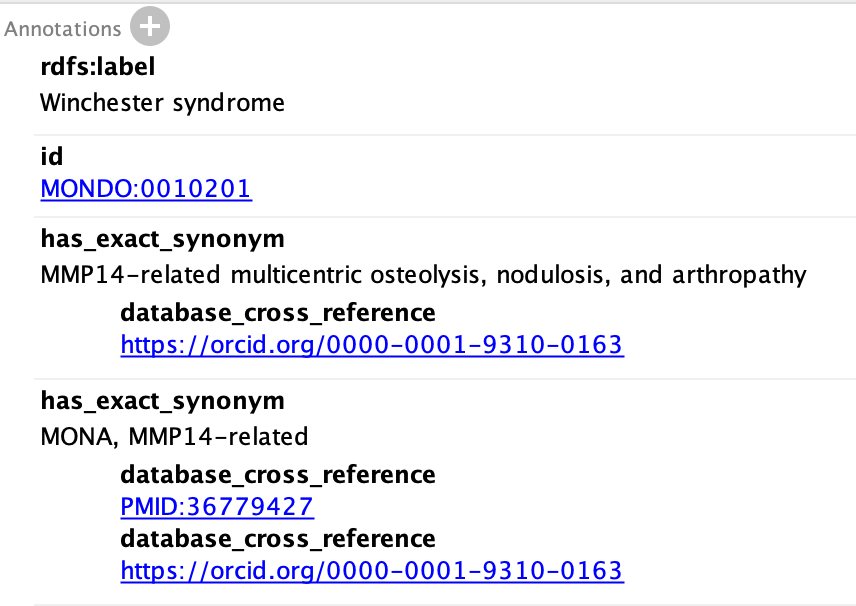 Annotations
rdfs:label
Winchester syndrome
id
MONDO:0010201
has_exact_synonym
MMP14-related multicentric osteolysis, nodulosis, and arthropathy
database_cross_reference
https://orcid.org/0000-0001-9310-0163
has_exact_synonym
MONA, MMP14-related
database_cross_reference
PMID:36779427
database_cross_reference
https://orcid.org/0000-0001-9310-0163